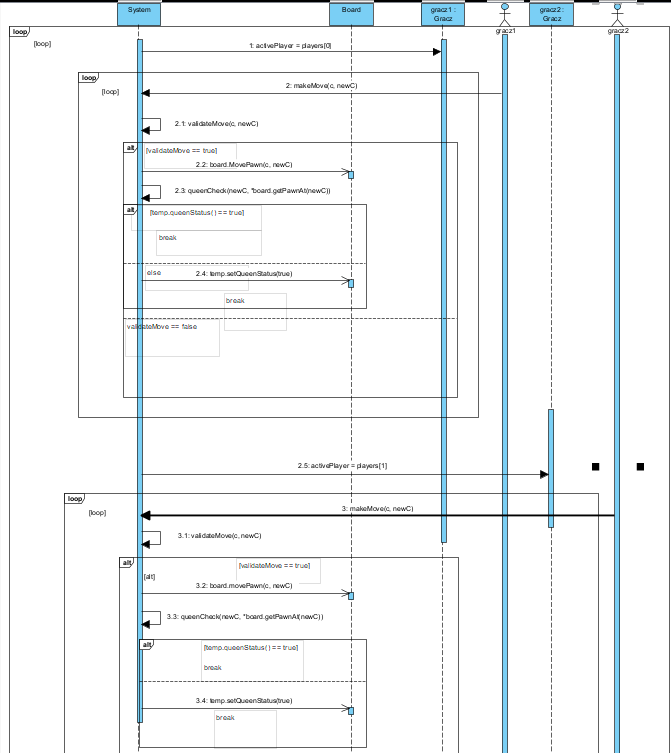 System
Board
gracz1 :
Gracz
gracz2 :
Gracz
gracz1
gracz2
loop
[loop]
1: activePlayer = players[0]
loop
[loop]
2: makeMove(c, newC)
2.1: validateMove(c, newC)
alt
[validateMove == true]
2.2: board.MovePawn(c, newC)
2.3: queenCheck(newC, *board.getPawnAt(newC))
alt
[temp.queenStatus() == true]
break
else
2.4: temp.setQueenStatus(true)
break
validateMove == false
2.5: activePlayer = players[1]
loop
[loop]
3: makeMove(c, newC)
3.1: validateMove(c, newC)
alt
[validateMove == true]
[alt]
3.2: board.movePawn(c, newC)
3.3: queenCheck(newC, *board.getPawnAt(newC))
alt
[temp.queenStatus() == true]
break
3.4: temp.setQueenStatus(true)
break